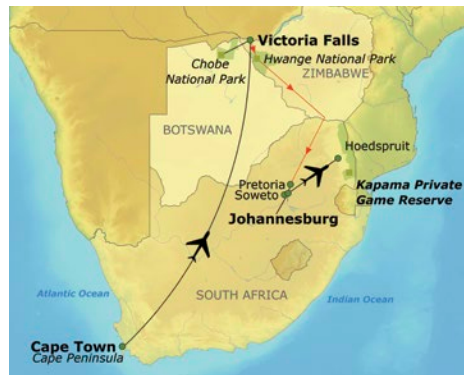 Victoria Falls
Chobe
National Park
Hwange National Park
ZIMBABWE
BOTSWANA
Hoedspruit
Pretoria
Soweto
Kapama Private
Game Reserve
Johannesburg
SOUTH AFRICA
Atlantic Ocean
Indian Ocean
Cape Town
Cape Peninsula